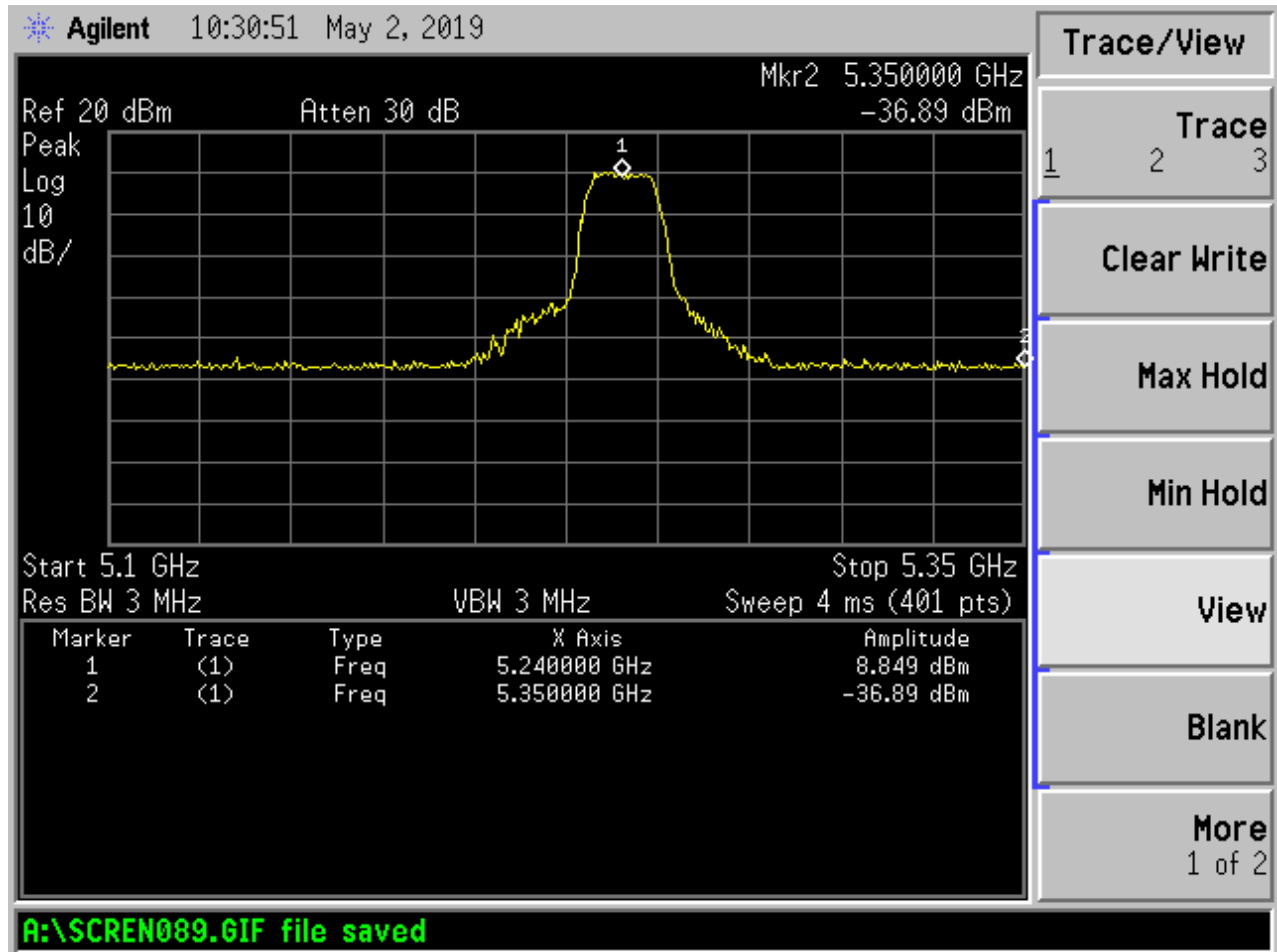 Agilent 10:30:51 May 2, 2019
Trace/View
Mkr2 5.350000 GHz
Ref 20 dBm Atten 30 dB -36.89 dBm
Peak
Log
10
dB/
1
2
Start 5.1 GHz Stop 5.35 GHz
Res BW 3 MHz VBW 3 MHz Sweep 4 ms (401 pts)
Marker Trace Type X Axis Amplitude
1 (1) Freq 5.240000 GHz 8.849 dBm
2 (1) Freq 5.350000 GHz -36.89 dBm
Trace
1 2 3
Clear Write
Max Hold
Min Hold
View
Blank
More
1 of 2
A:\SCREN089.GIF file saved